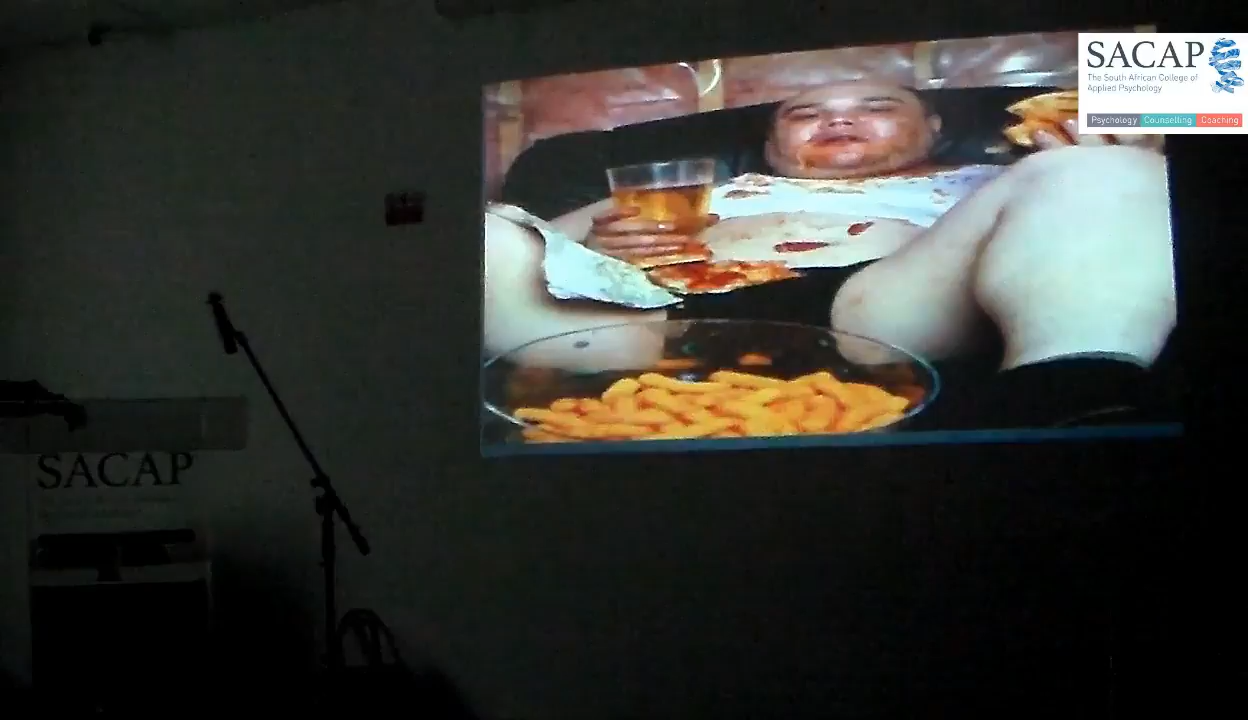 SACAP
The South African College of
Applied Psychology
Psychology Counselling Coaching
SACAP